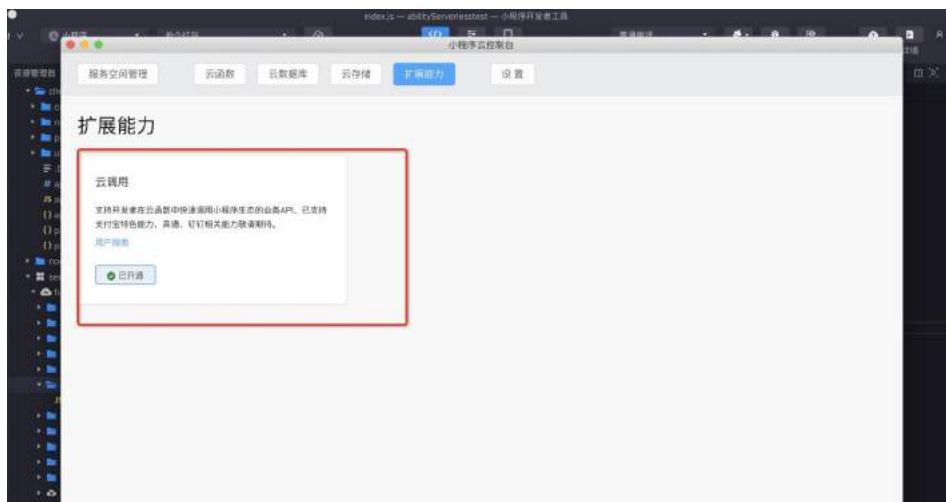 index.js — abilityServerlesstest —小程序开发者工具
小程序云控制台
服务空间管理 云函数 云数据库 云存储 扩展能力 设置
资源管理器
扩展能力
云调用
支持开发者在云函数中快速调用小程序生态的业务API，已支持
支付宝特色能力，高德、钉钉相关能力敬请期待。
用户指南
已开通